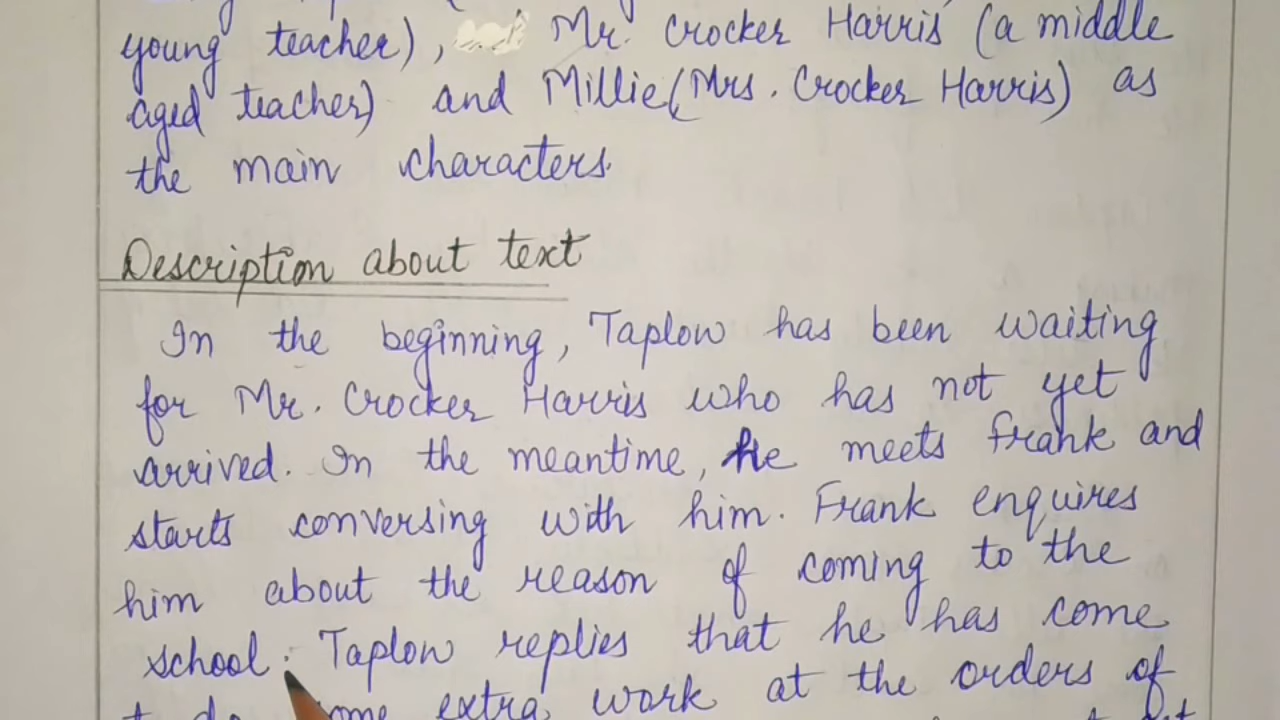 young teacher), Mr. Crocker Harris (a middle
aged teacher) and Millie(Mrs. Crocker Harris) as
the main characters.
Description about text
In the beginning, Taplow has been waiting
for Mr. Crocker Harris who has not yet
arrived. In the meantime, he meets Frank and
starts conversing with him. Frank enquires
him about the reason of coming to the
school. Taplow replies that he has come
extra work at the orders of